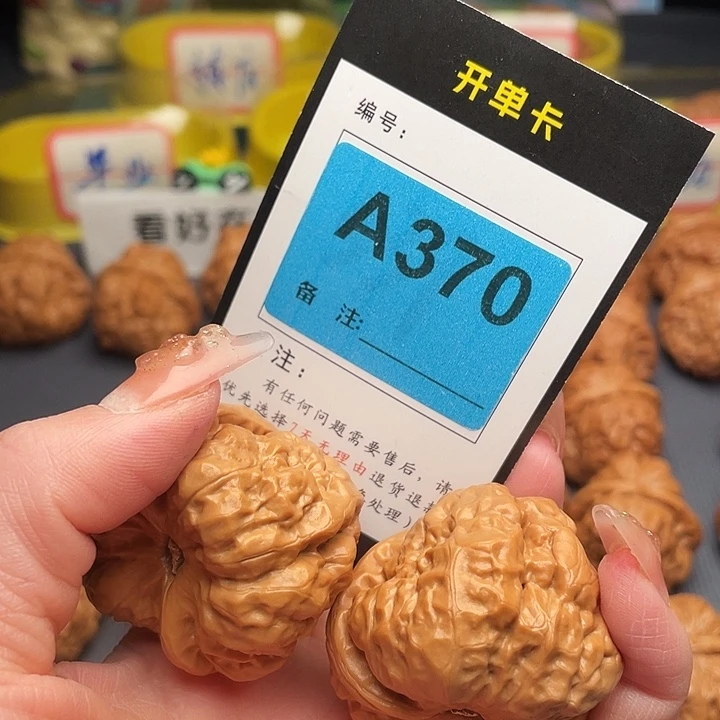 开单卡
编号:
A370
备 注:
注:
有任何问题需要售后,请
优先选择7天无理由退货退
处理)
看好